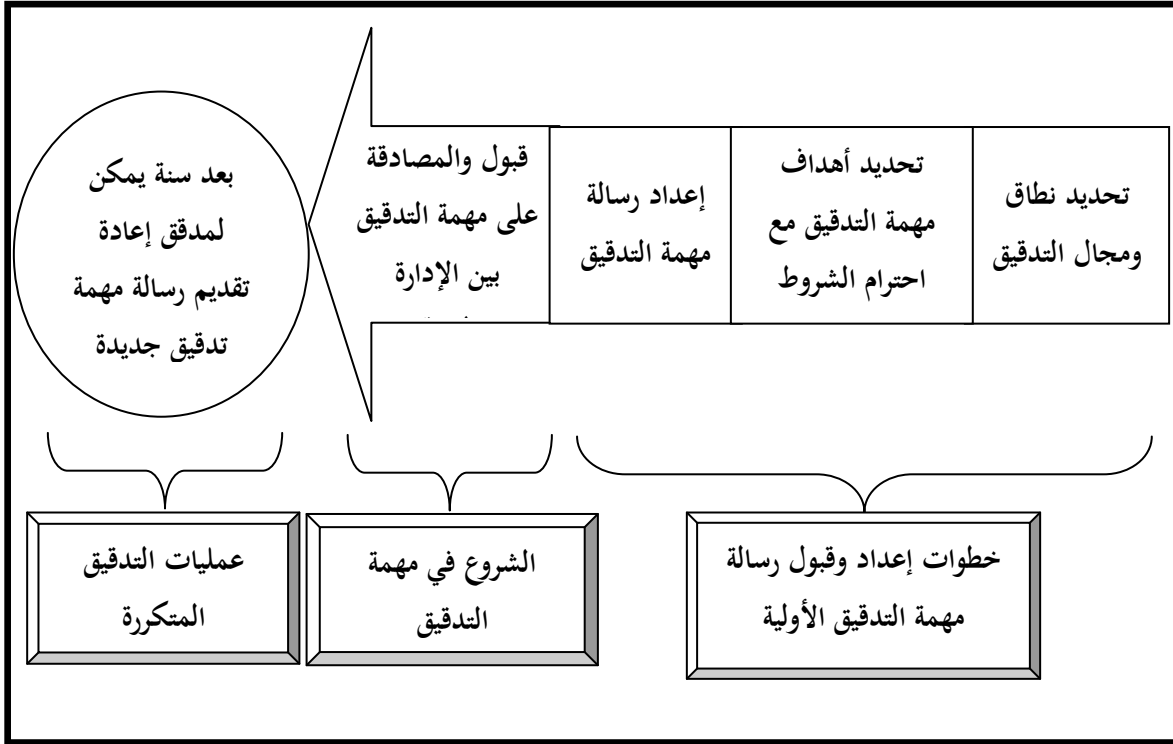 تحديد نطاق
ومجال التدقيق
تحديد أهداف
مهمة التدقيق مع
احترام الشروط
إعداد رسالة
مهمة التدقيق
قبول والمصادقة
على مهمة التدقيق
بين الإدارة
بعد سنة يمكن
لمدقق إعادة
تقديم رسالة مهمة
تدقيق جديدة
خطوات إعداد وقبول رسالة
مهمة التدقيق الأولية
الشروع في مهمة
التدقيق
عمليات التدقيق
المتكررة